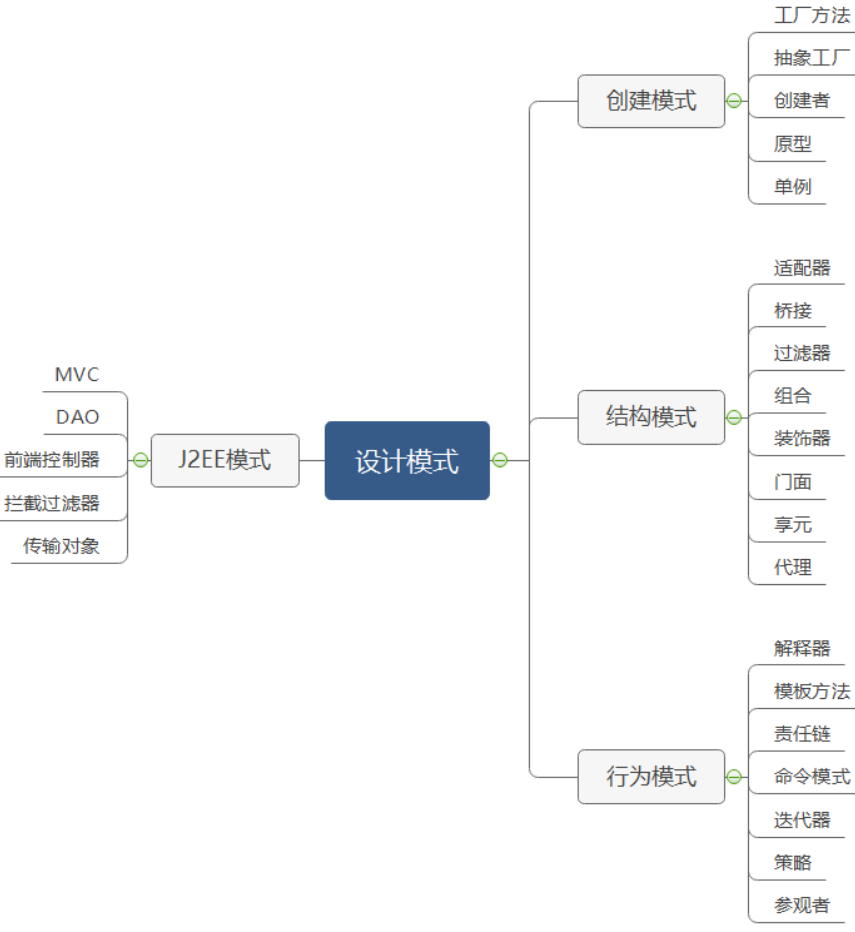 设计模式
创建模式
工厂方法
抽象工厂
创建者
原型
单例
结构模式
适配器
桥接
过滤器
组合
装饰器
门面
享元
代理
行为模式
解释器
模板方法
责任链
命令模式
迭代器
策略
参观者
J2EE模式
MVC
DAO
前端控制器
拦截过滤器
传输对象